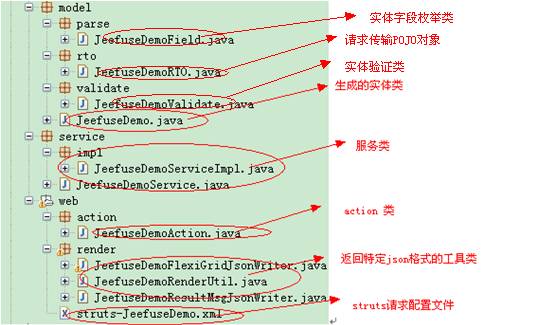 model
parse
实体字段枚举类
JeefuseDemoField.java
rto
请求传输POJO对象
JeefuseDemoRTO.java
validate
实体验证类
JeefuseDemoValidate.java
生成的实体类
JeefuseDemo.java
service
impl
服务类
JeefuseDemoServiceImpl.java
JeefuseDemoService.java
web
action
action 类
JeefuseDemoAction.java
render
返回特定json格式的工具类
JeefuseDemoFlexiGridJsonWriter.java
JeefuseDemoRenderUtil.java
JeefuseDemoResultMsgJsonWriter.java
struts请求配置文件
struts-JeefuseDemo.xml